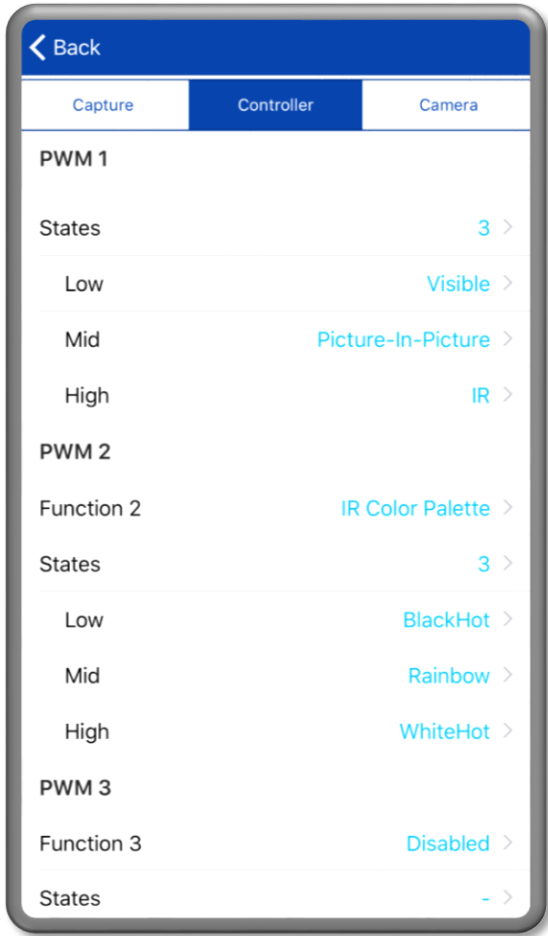 Back
Capture Controller Camera
PWM 1
States 3
Low Visible
Mid Picture-In-Picture
High IR
PWM 2
Function 2 IR Color Palette
States 3
Low BlackHot
Mid Rainbow
High WhiteHot
PWM 3
Function 3 Disabled
States -